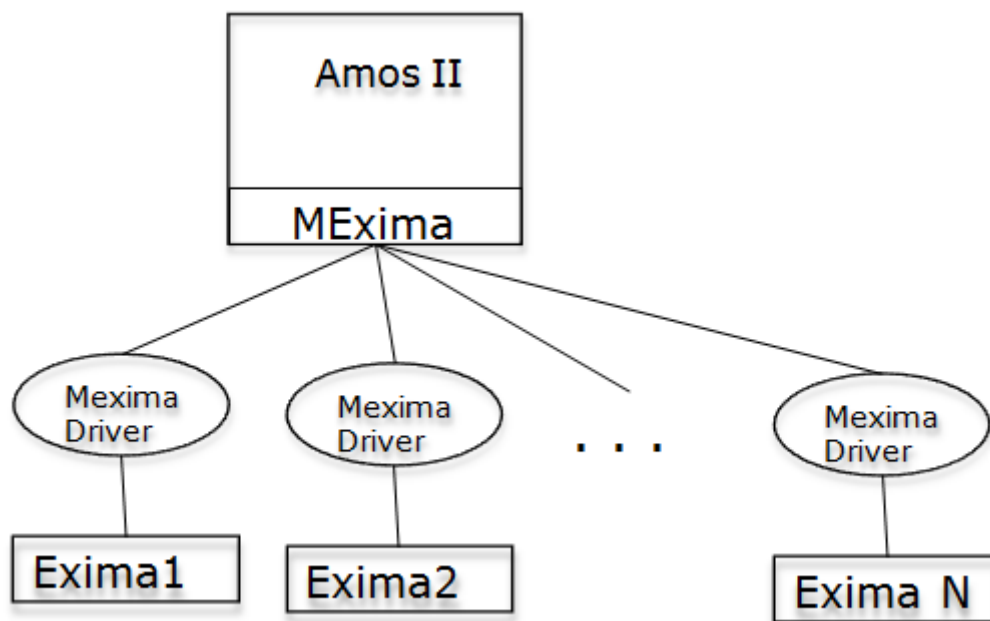 Amos II
MExima
Mexima
Driver
Mexima
Driver
. . .
Mexima
Driver
Exima1
Exima2
Exima N